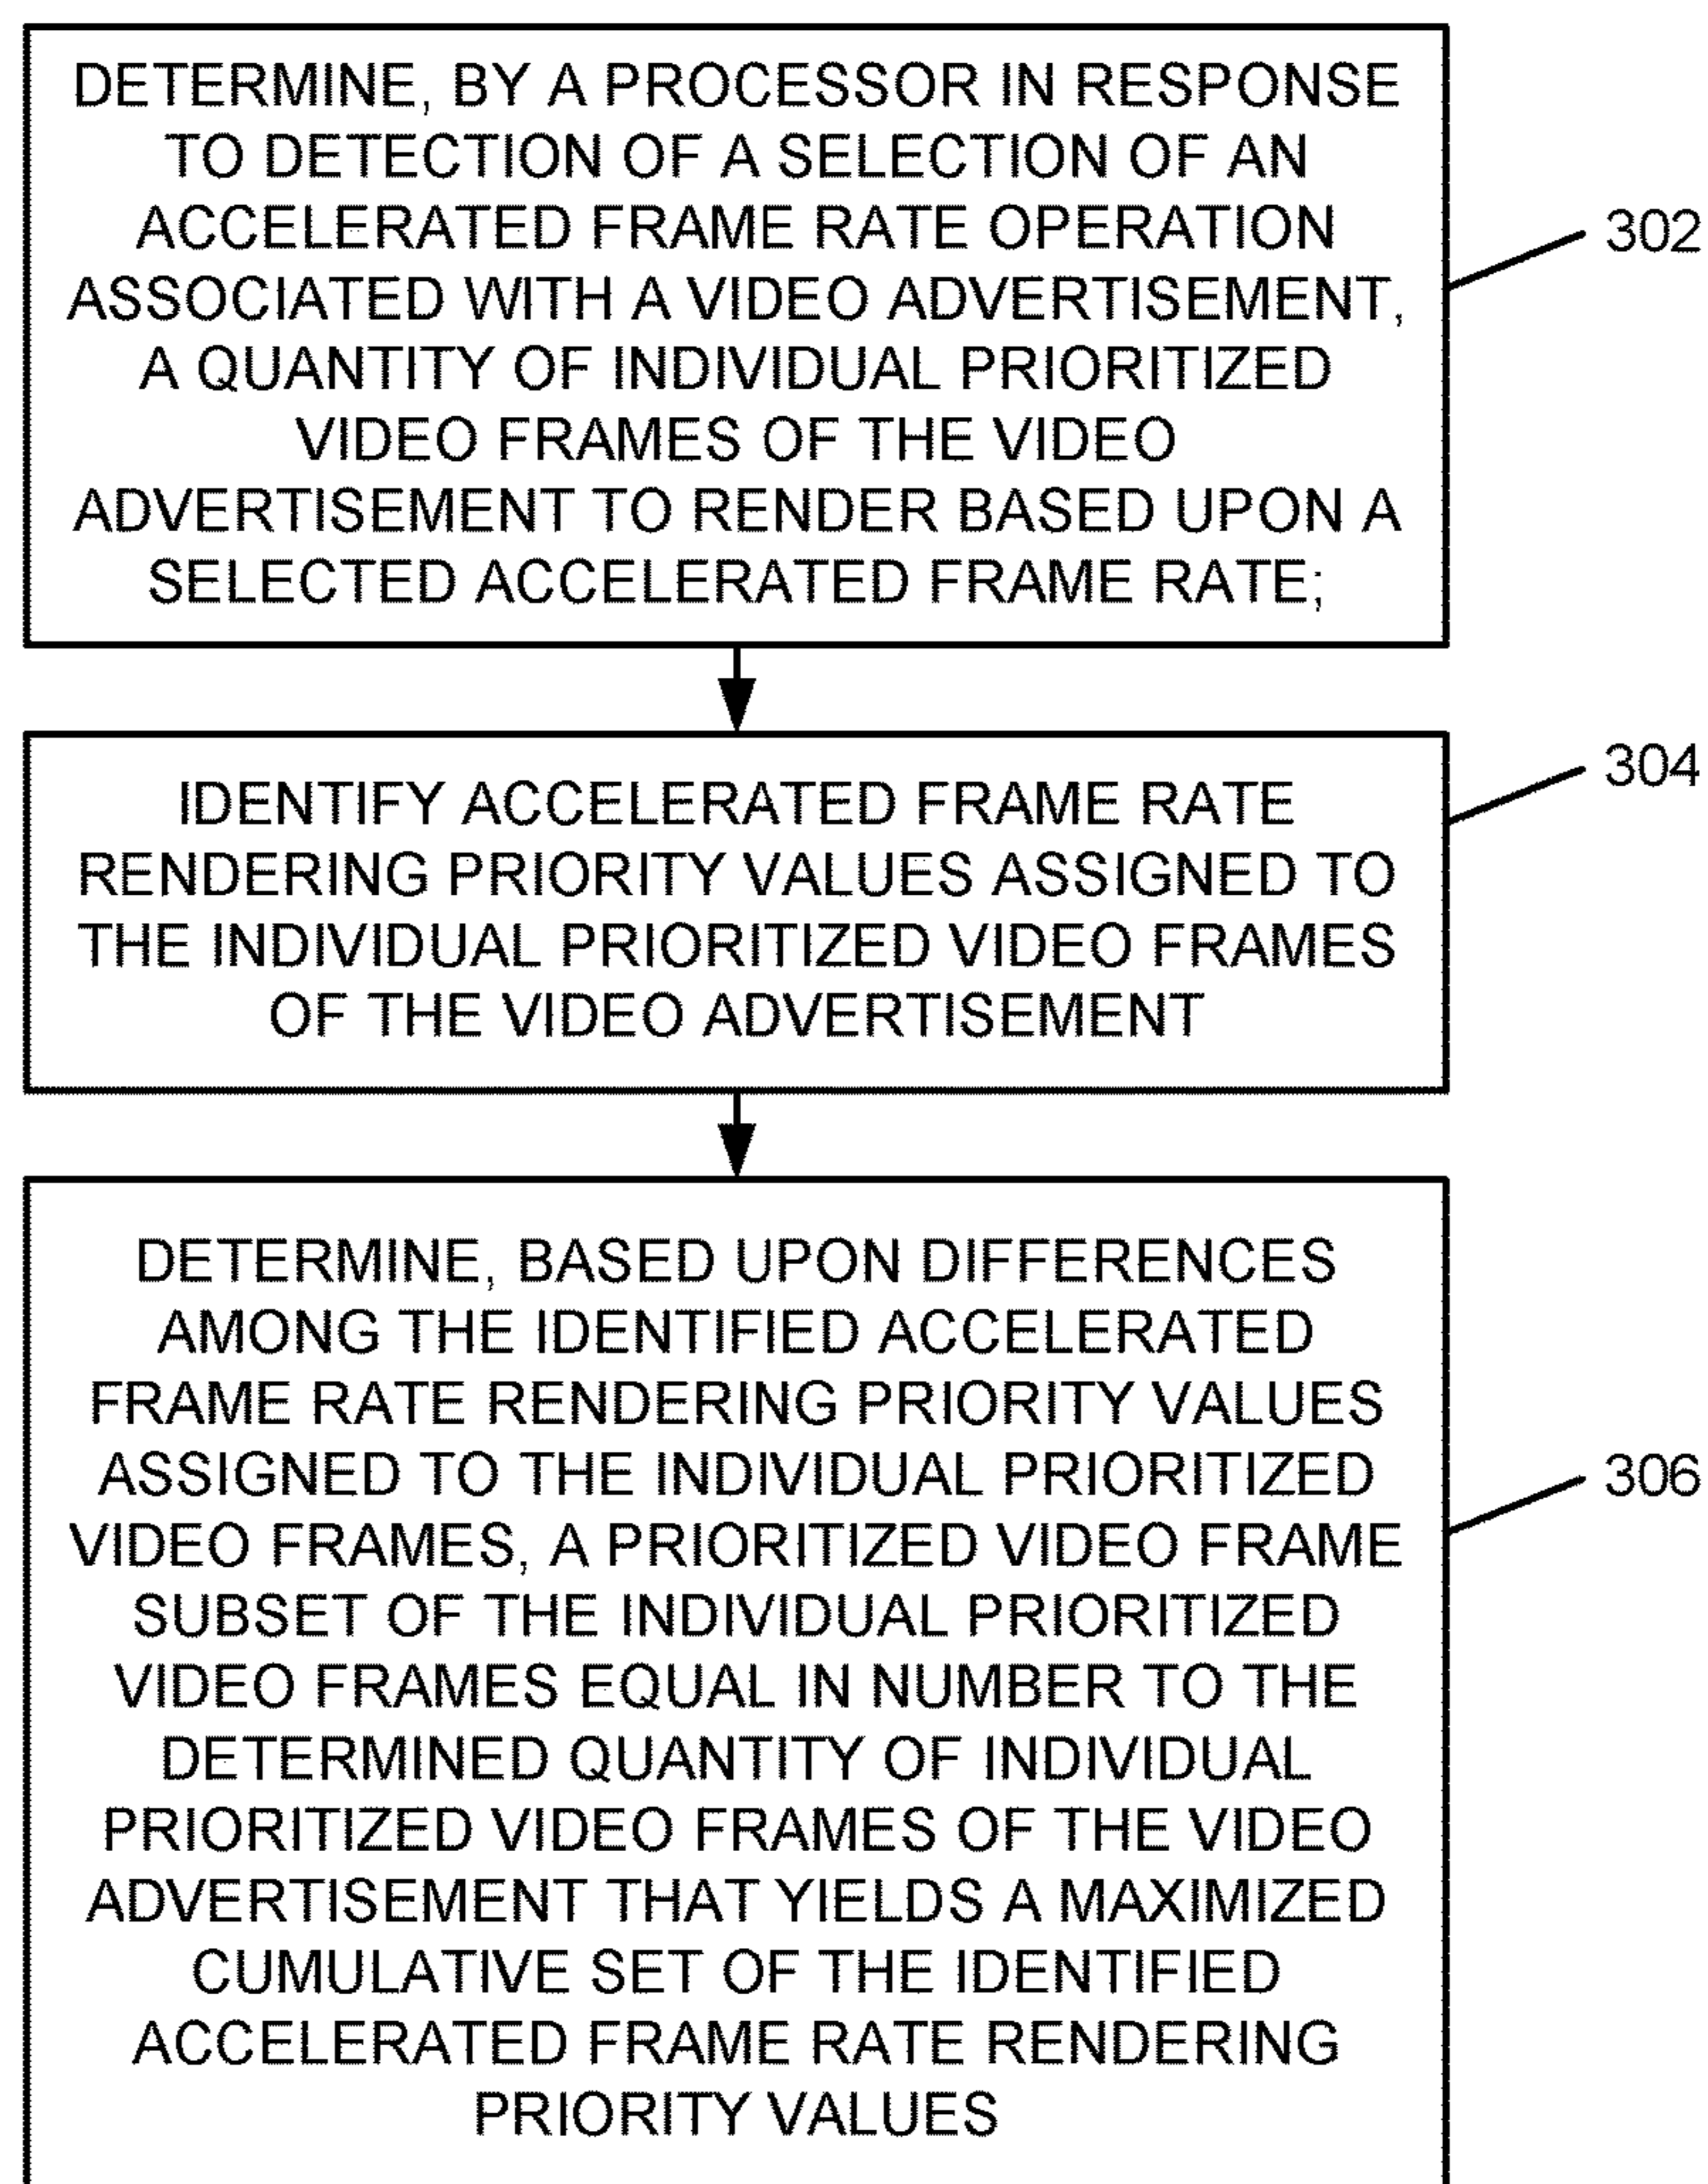 DETERMINE, BY A PROCESSOR IN RESPONSE
TO DETECTION OF A SELECTION OF AN
ACCELERATED FRAME RATE OPERATION
ASSOCIATED WITH A VIDEO ADVERTISEMENT,
A QUANTITY OF INDIVIDUAL PRIORITIZED
VIDEO FRAMES OF THE VIDEO
ADVERTISEMENT TO RENDER BASED UPON A
SELECTED ACCELERATED FRAME RATE;
302
IDENTIFY ACCELERATED FRAME RATE
RENDERING PRIORITY VALUES ASSIGNED TO
THE INDIVIDUAL PRIORITIZED VIDEO FRAMES
OF THE VIDEO ADVERTISEMENT
304
DETERMINE, BASED UPON DIFFERENCES
AMONG THE IDENTIFIED ACCELERATED
FRAME RATE RENDERING PRIORITY VALUES
ASSIGNED TO THE INDIVIDUAL PRIORITIZED
VIDEO FRAMES, A PRIORITIZED VIDEO FRAME
SUBSET OF THE INDIVIDUAL PRIORITIZED
VIDEO FRAMES EQUAL IN NUMBER TO THE
DETERMINED QUANTITY OF INDIVIDUAL
PRIORITIZED VIDEO FRAMES OF THE VIDEO
ADVERTISEMENT THAT YIELDS A MAXIMIZED
CUMULATIVE SET OF THE IDENTIFIED
ACCELERATED FRAME RATE RENDERING
PRIORITY VALUES
306